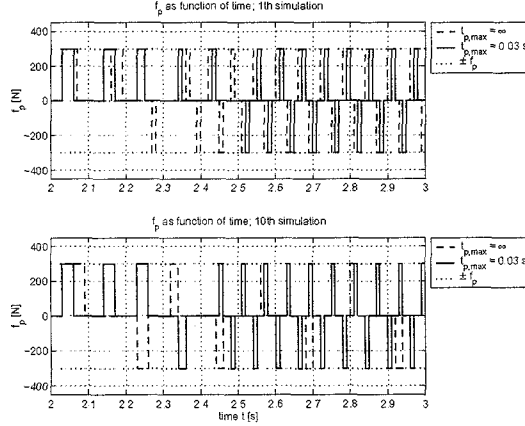 f_p as function of time; 1th simulation
400
200
0
−200
−400
f_p [N]
2 2 1 2 2 2 3 2 4 2.5 2.6 2.7 2.8 2.9 3
t_p,max ≈ ∞
t_p,max ≈ 0.03 s
± f_p
f_p as function of time; 10th simulation
400
200
0
−200
−400
f_p [N]
2 2 1 2 2 2 3 2 4 2.5 2.6 2.7 2.8 2.9 3
time t [s]
t_p,max ≈ ∞
t_p,max ≈ 0.03 s
± f_p